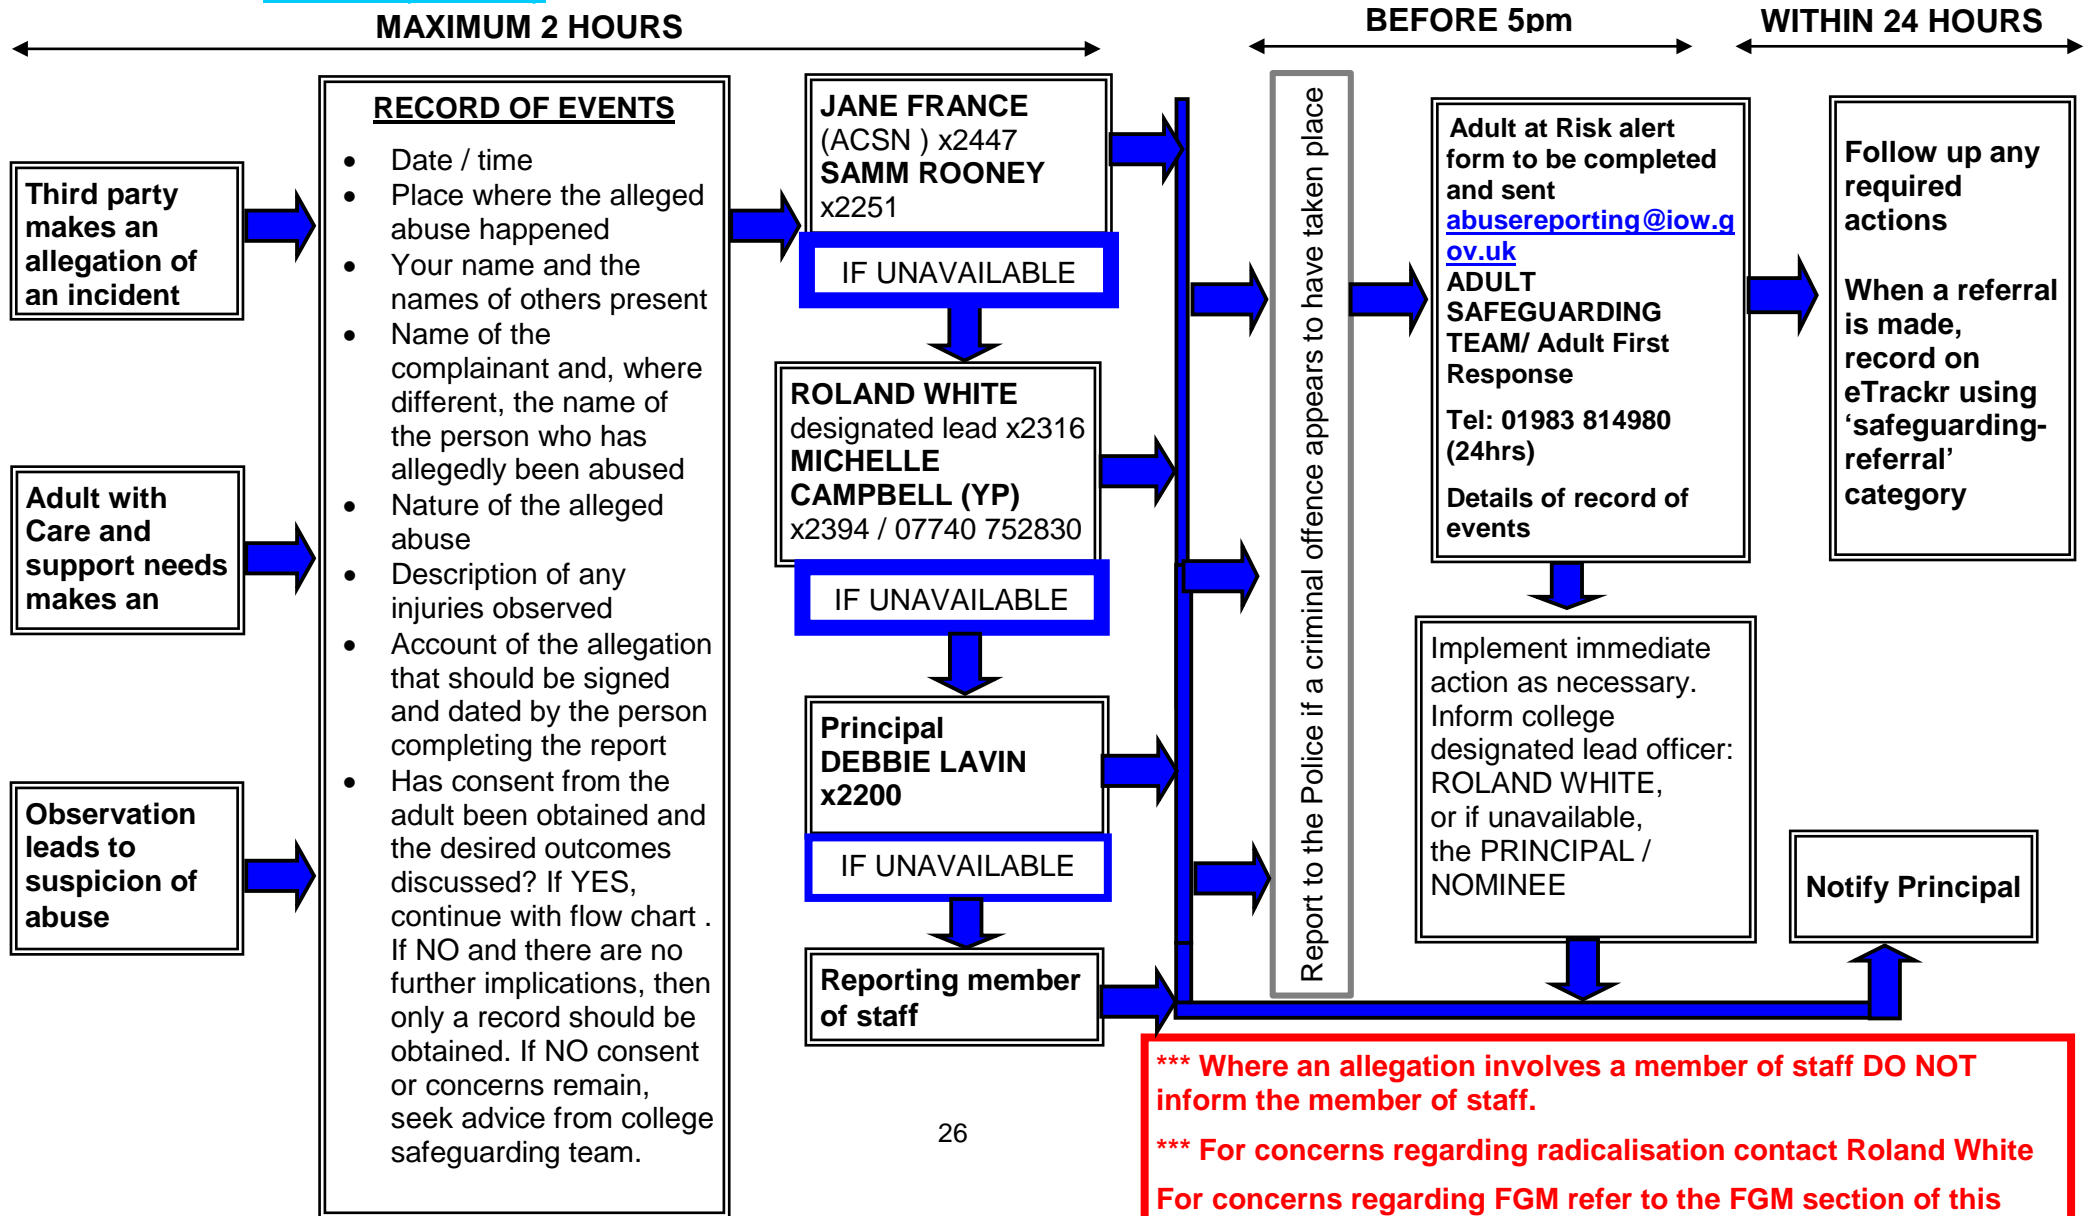 MAXIMUM 2 HOURS
BEFORE 5pm
WITHIN 24 HOURS
Third party
makes an
allegation of
an incident
Adult with
Care and
support needs
makes an
Observation
leads to
suspicion of
abuse
RECORD OF EVENTS
• Date / time
• Place where the alleged
abuse happened
• Your name and the
names of others present
• Name of the
complainant and, where
different, the name of
the person who has
allegedly been abused
• Nature of the alleged
abuse
• Description of any
injuries observed
• Account of the allegation
that should be signed
and dated by the person
completing the report
• Has consent from the
adult been obtained and
the desired outcomes
discussed? If YES,
continue with flow chart .
If NO and there are no
further implications, then
only a record should be
obtained. If NO consent
or concerns remain,
seek advice from college
safeguarding team.
JANE FRANCE
(ACSN ) x2447
SAMM ROONEY
x2251
IF UNAVAILABLE
ROLAND WHITE
designated lead x2316
MICHELLE
CAMPBELL (YP)
x2394 / 07740 752830
IF UNAVAILABLE
Principal
DEBBIE LAVIN
x2200
IF UNAVAILABLE
Reporting member
of staff
Report to the Police if a criminal offence appears to have taken place
Adult at Risk alert
form to be completed
and sent
abusereporting@iow.g
ov.uk
ADULT
SAFEGUARDING
TEAM/ Adult First
Response
Tel: 01983 814980
(24hrs)
Details of record of
events
Implement immediate
action as necessary.
Inform college
designated lead officer:
ROLAND WHITE,
or if unavailable,
the PRINCIPAL /
NOMINEE
Follow up any
required
actions
When a referral
is made,
record on
eTrackr using
‘safeguarding-
referral’
category
Notify Principal
*** Where an allegation involves a member of staff DO NOT
inform the member of staff.
*** For concerns regarding radicalisation contact Roland White
For concerns regarding FGM refer to the FGM section of this
26